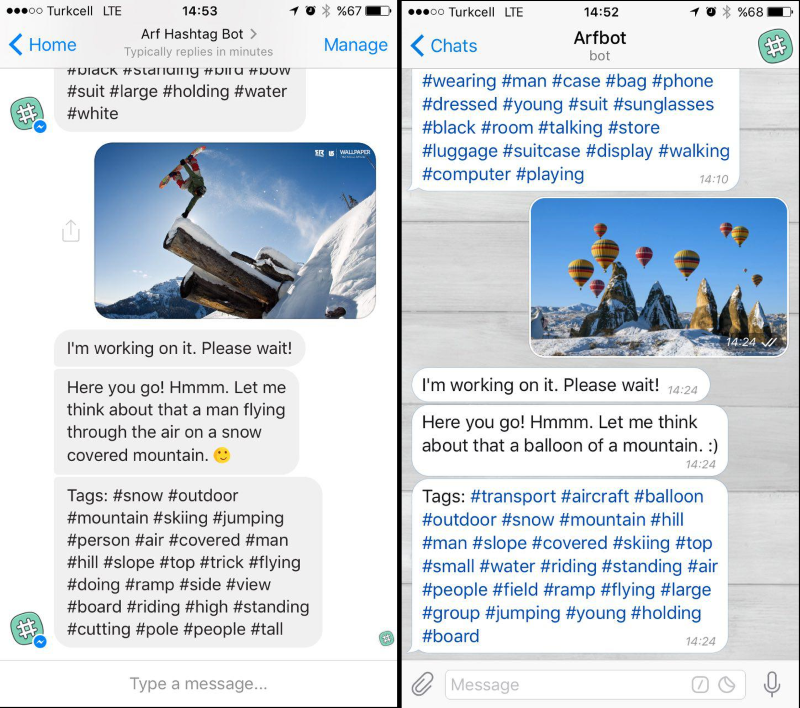 ●●●○○ Turkcell LTE 14:53 %67
Home
Arf Hashtag Bot >
Typically replies in minutes
Manage
#black #standing #bird #bow
#suit #large #holding #water
#white
WALLPAPER
I'm working on it. Please wait!
Here you go! Hmmm. Let me
think about that a man flying
through the air on a snow
covered mountain. 🙂
Tags: #snow #outdoor
#mountain #skiing #jumping
#person #air #covered #man
#hill #slope #top #trick #flying
#doing #ramp #side #view
#board #riding #high #standing
#cutting #pole #people #tall
Type a message...
●●●○○ Turkcell LTE 14:52 %68
Chats
Arfbot
bot
#wearing #man #case #bag #phone
#dressed #young #suit #sunglasses
#black #room #talking #store
#luggage #suitcase #display #walking
#computer #playing
14:10
14:24
I'm working on it. Please wait! 14:24
Here you go! Hmmm. Let me think
about that a balloon of a mountain. :)
14:24
Tags: #transport #aircraft #balloon
#outdoor #snow #mountain #hill
#man #slope #covered #skiing #top
#small #water #riding #standing #air
#people #field #ramp #flying #large
#group #jumping #young #holding
#board
14:24
Message